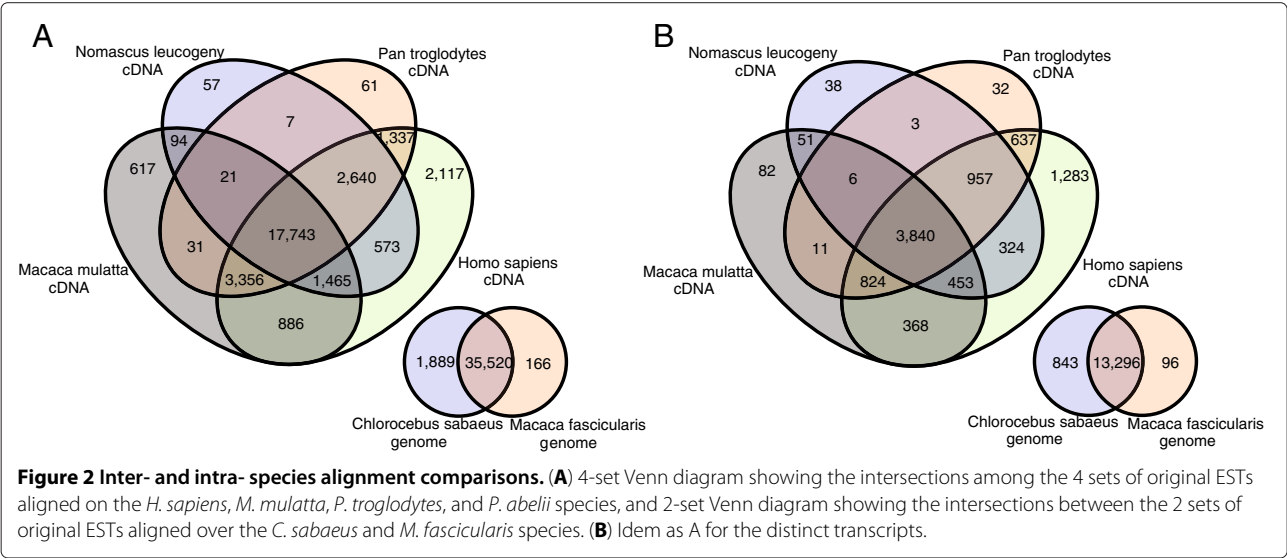 A
Nomascus leucogeny
cDNA
Pan troglodytes
cDNA
57
61
7
94
1,337
617
21
2,640
2,117
31
17,743
573
3,356
1,465
886
Macaca mulatta
cDNA
Homo sapiens
cDNA
1,889
35,520
166
Chlorocebus sabaeus
genome
Macaca fascicularis
genome
B
Nomascus leucogeny
cDNA
Pan troglodytes
cDNA
38
32
3
51
637
82
6
957
1,283
11
3,840
324
824
453
368
Macaca mulatta
cDNA
Homo sapiens
cDNA
843
13,296
96
Chlorocebus sabaeus
genome
Macaca fascicularis
genome
Figure 2 Inter- and intra- species alignment comparisons. (A) 4-set Venn diagram showing the intersections among the 4 sets of original ESTs
aligned on the H. sapiens, M. mulatta, P. troglodytes, and P. abelii species, and 2-set Venn diagram showing the intersections between the 2 sets of
original ESTs aligned over the C. sabaeus and M. fascicularis species. (B) Idem as A for the distinct transcripts.